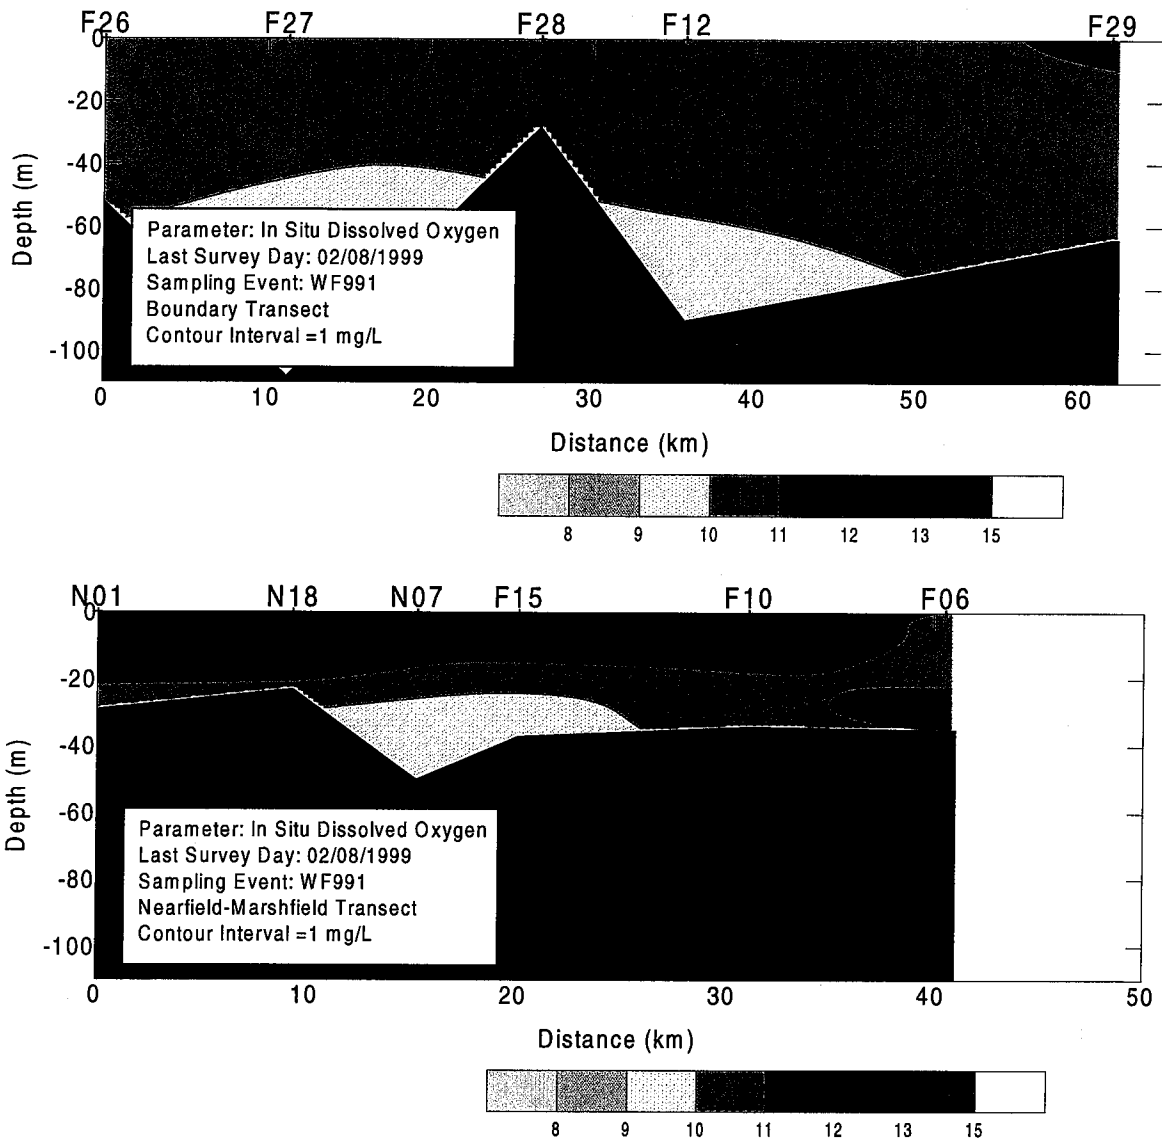 F26 F27 F28 F12 F29
0
-20
-40
-60
-80
-100
Depth (m)
Parameter: In Situ Dissolved Oxygen
Last Survey Day: 02/08/1999
Sampling Event: WF991
Boundary Transect
Contour Interval =1 mg/L
0 10 20 30 40 50 60
Distance (km)
8 9 10 11 12 13 15
N01 N18 N07 F15 F10 F06
0
-20
-40
-60
-80
-100
Depth (m)
Parameter: In Situ Dissolved Oxygen
Last Survey Day: 02/08/1999
Sampling Event: WF991
Nearfield-Marshfield Transect
Contour Interval =1 mg/L
0 10 20 30 40 50
Distance (km)
8 9 10 11 12 13 15